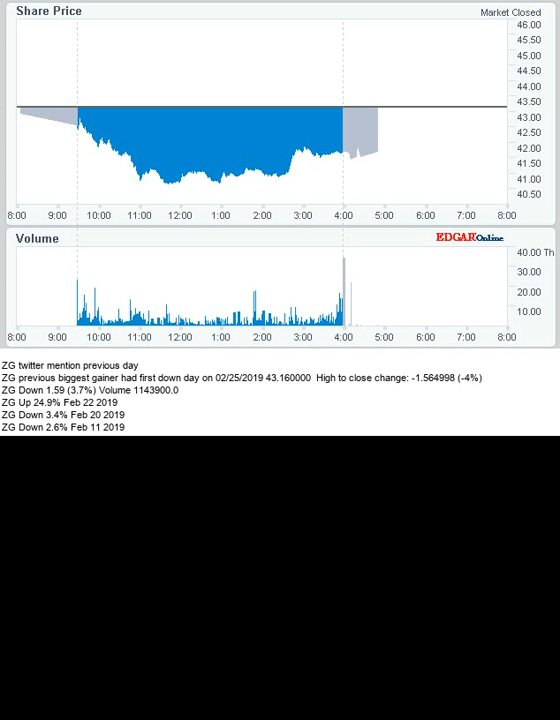 Share Price
Market Closed
46.00
45.50
45.00
44.50
44.00
43.50
43.00
42.50
42.00
41.50
41.00
40.50
8:00 9:00 10:00 11:00 12:00 1:00 2:00 3:00 4:00 5:00 6:00 7:00 8:00
Volume
EDGAR Online
40.00 Th
30.00
20.00
10.00
8:00 9:00 10:00 11:00 12:00 1:00 2:00 3:00 4:00 5:00 6:00 7:00 8:00
ZG twitter mention previous day
ZG previous biggest gainer had first down day on 02/25/2019 43.160000 High to close change: -1.564998 (-4%)
ZG Down 1.59 (3.7%) Volume 1143900.0
ZG Up 24.9% Feb 22 2019
ZG Down 3.4% Feb 20 2019
ZG Down 2.6% Feb 11 2019